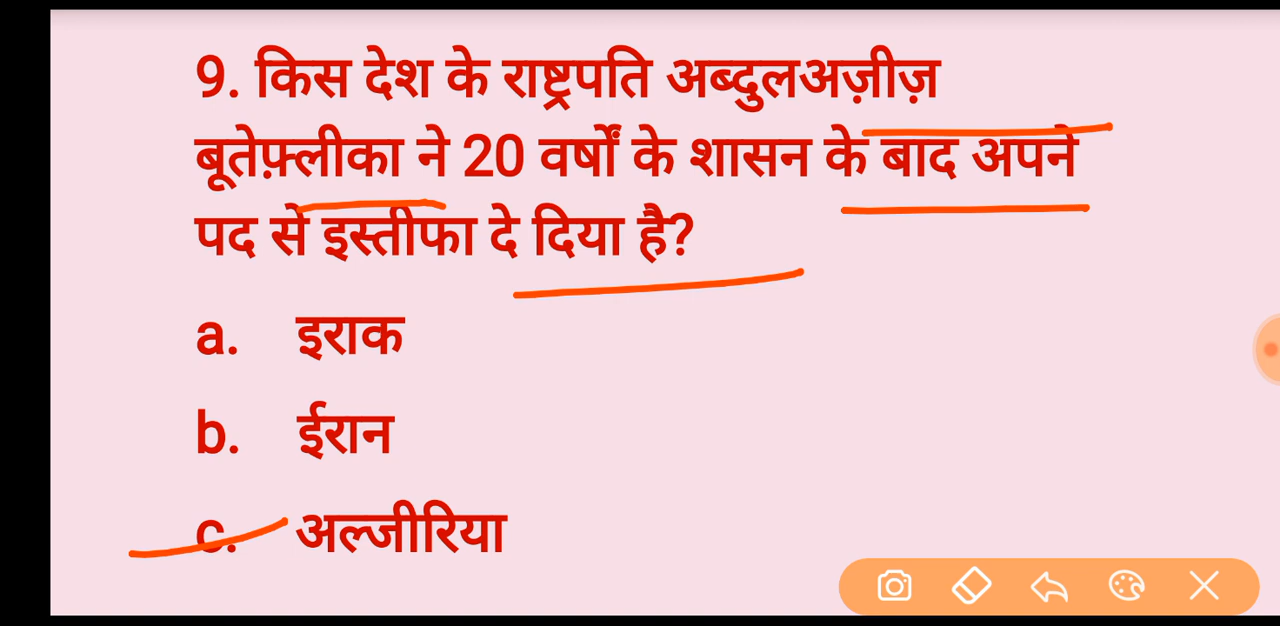 9. किस देश के राष्ट्रपति अब्दुलअज़ीज़
बूतेफ़्लीका ने 20 वर्षों के शासन के बाद अपने
पद से इस्तीफा दे दिया है?
a. इराक
b. ईरान
c. अल्जीरिया